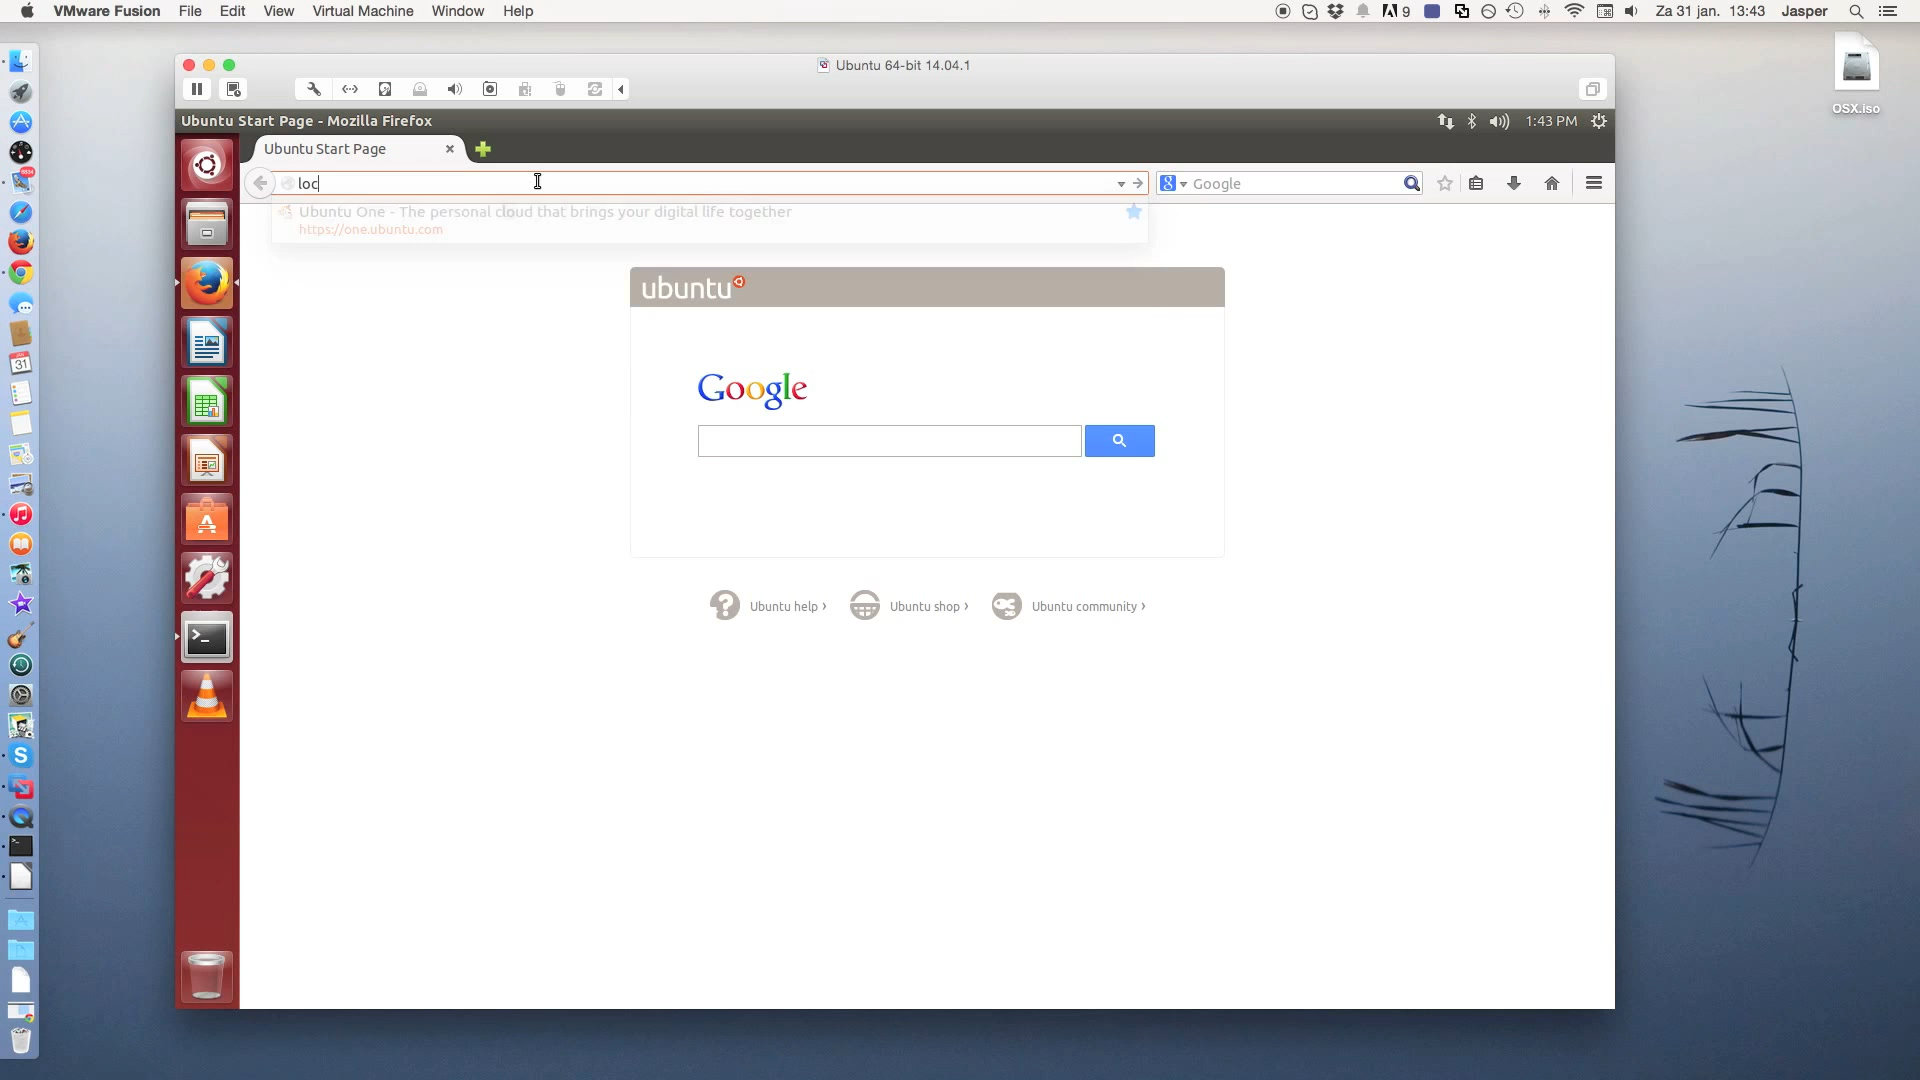 VMware Fusion File Edit View Virtual Machine Window Help
9 Za 31 jan. 13:43 Jasper
OSX.iso
Ubuntu 64-bit 14.04.1
Ubuntu Start Page - Mozilla Firefox
1:43 PM
Ubuntu Start Page
loc
Google
Ubuntu One - The personal cloud that brings your digital life together
https://one.ubuntu.com
ubuntu
Google
Ubuntu help ›
Ubuntu shop ›
Ubuntu community ›
31